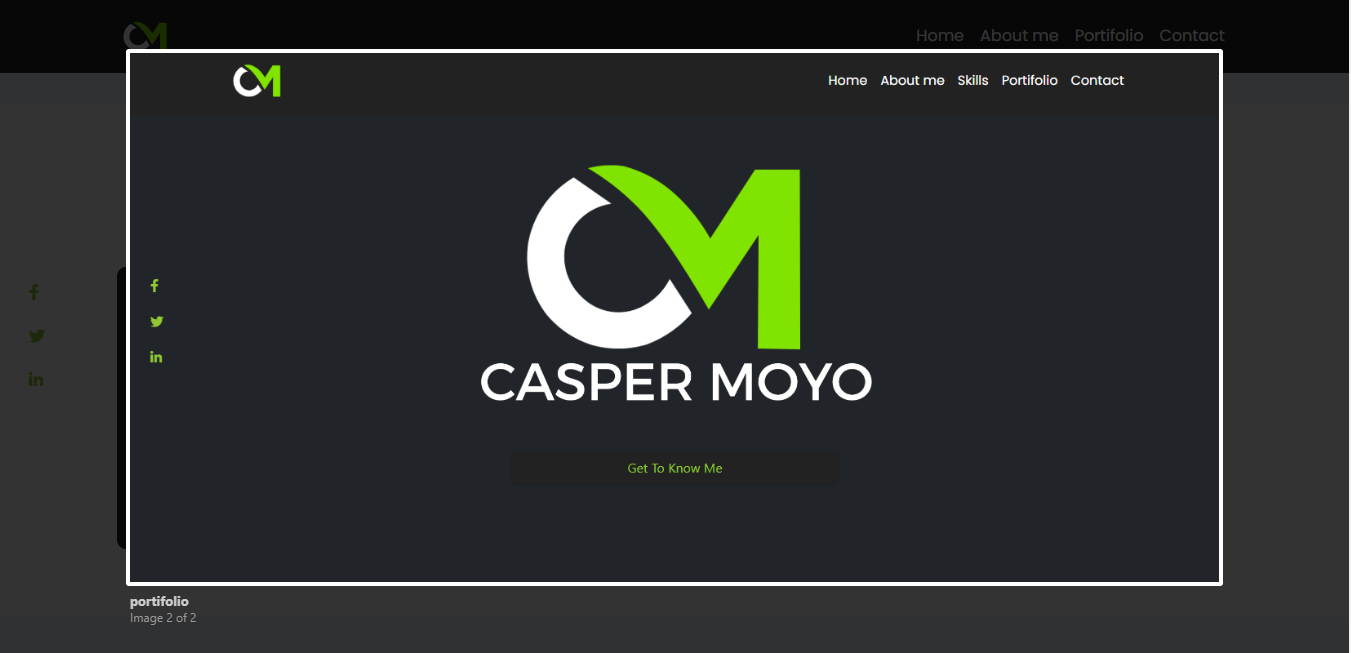 CM
Home About me Portifolio Contact
CM
Home About me Skills Portifolio Contact
CM
CASPER MOYO
Get To Know Me
portifolio
Image 2 of 2